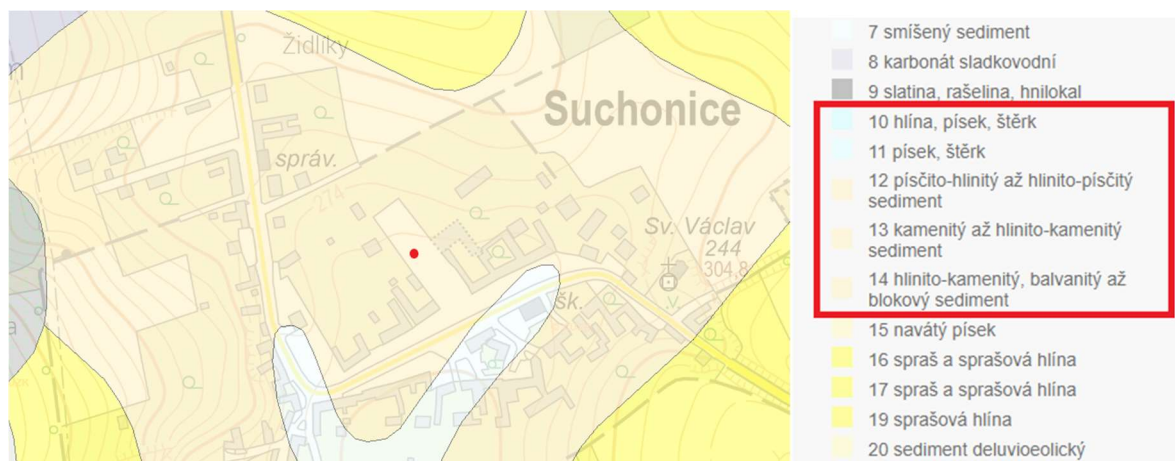 Židlíky
Suchonice
správ.
274
Sv. Václav
244
304,8
šk.
7 smíšený sediment
8 karbonát sladkovodní
9 slatina, rašelina, hnilokal
10 hlína, písek, štěrk
11 písek, štěrk
12 písčito-hlinitý až hlinito-písčitý
sediment
13 kamenitý až hlinito-kamenitý
sediment
14 hlinito-kamenitý, balvanitý až
blokový sediment
15 navátý písek
16 spraš a sprašová hlína
17 spraš a sprašová hlína
19 sprašová hlína
20 sediment deluvioeolický